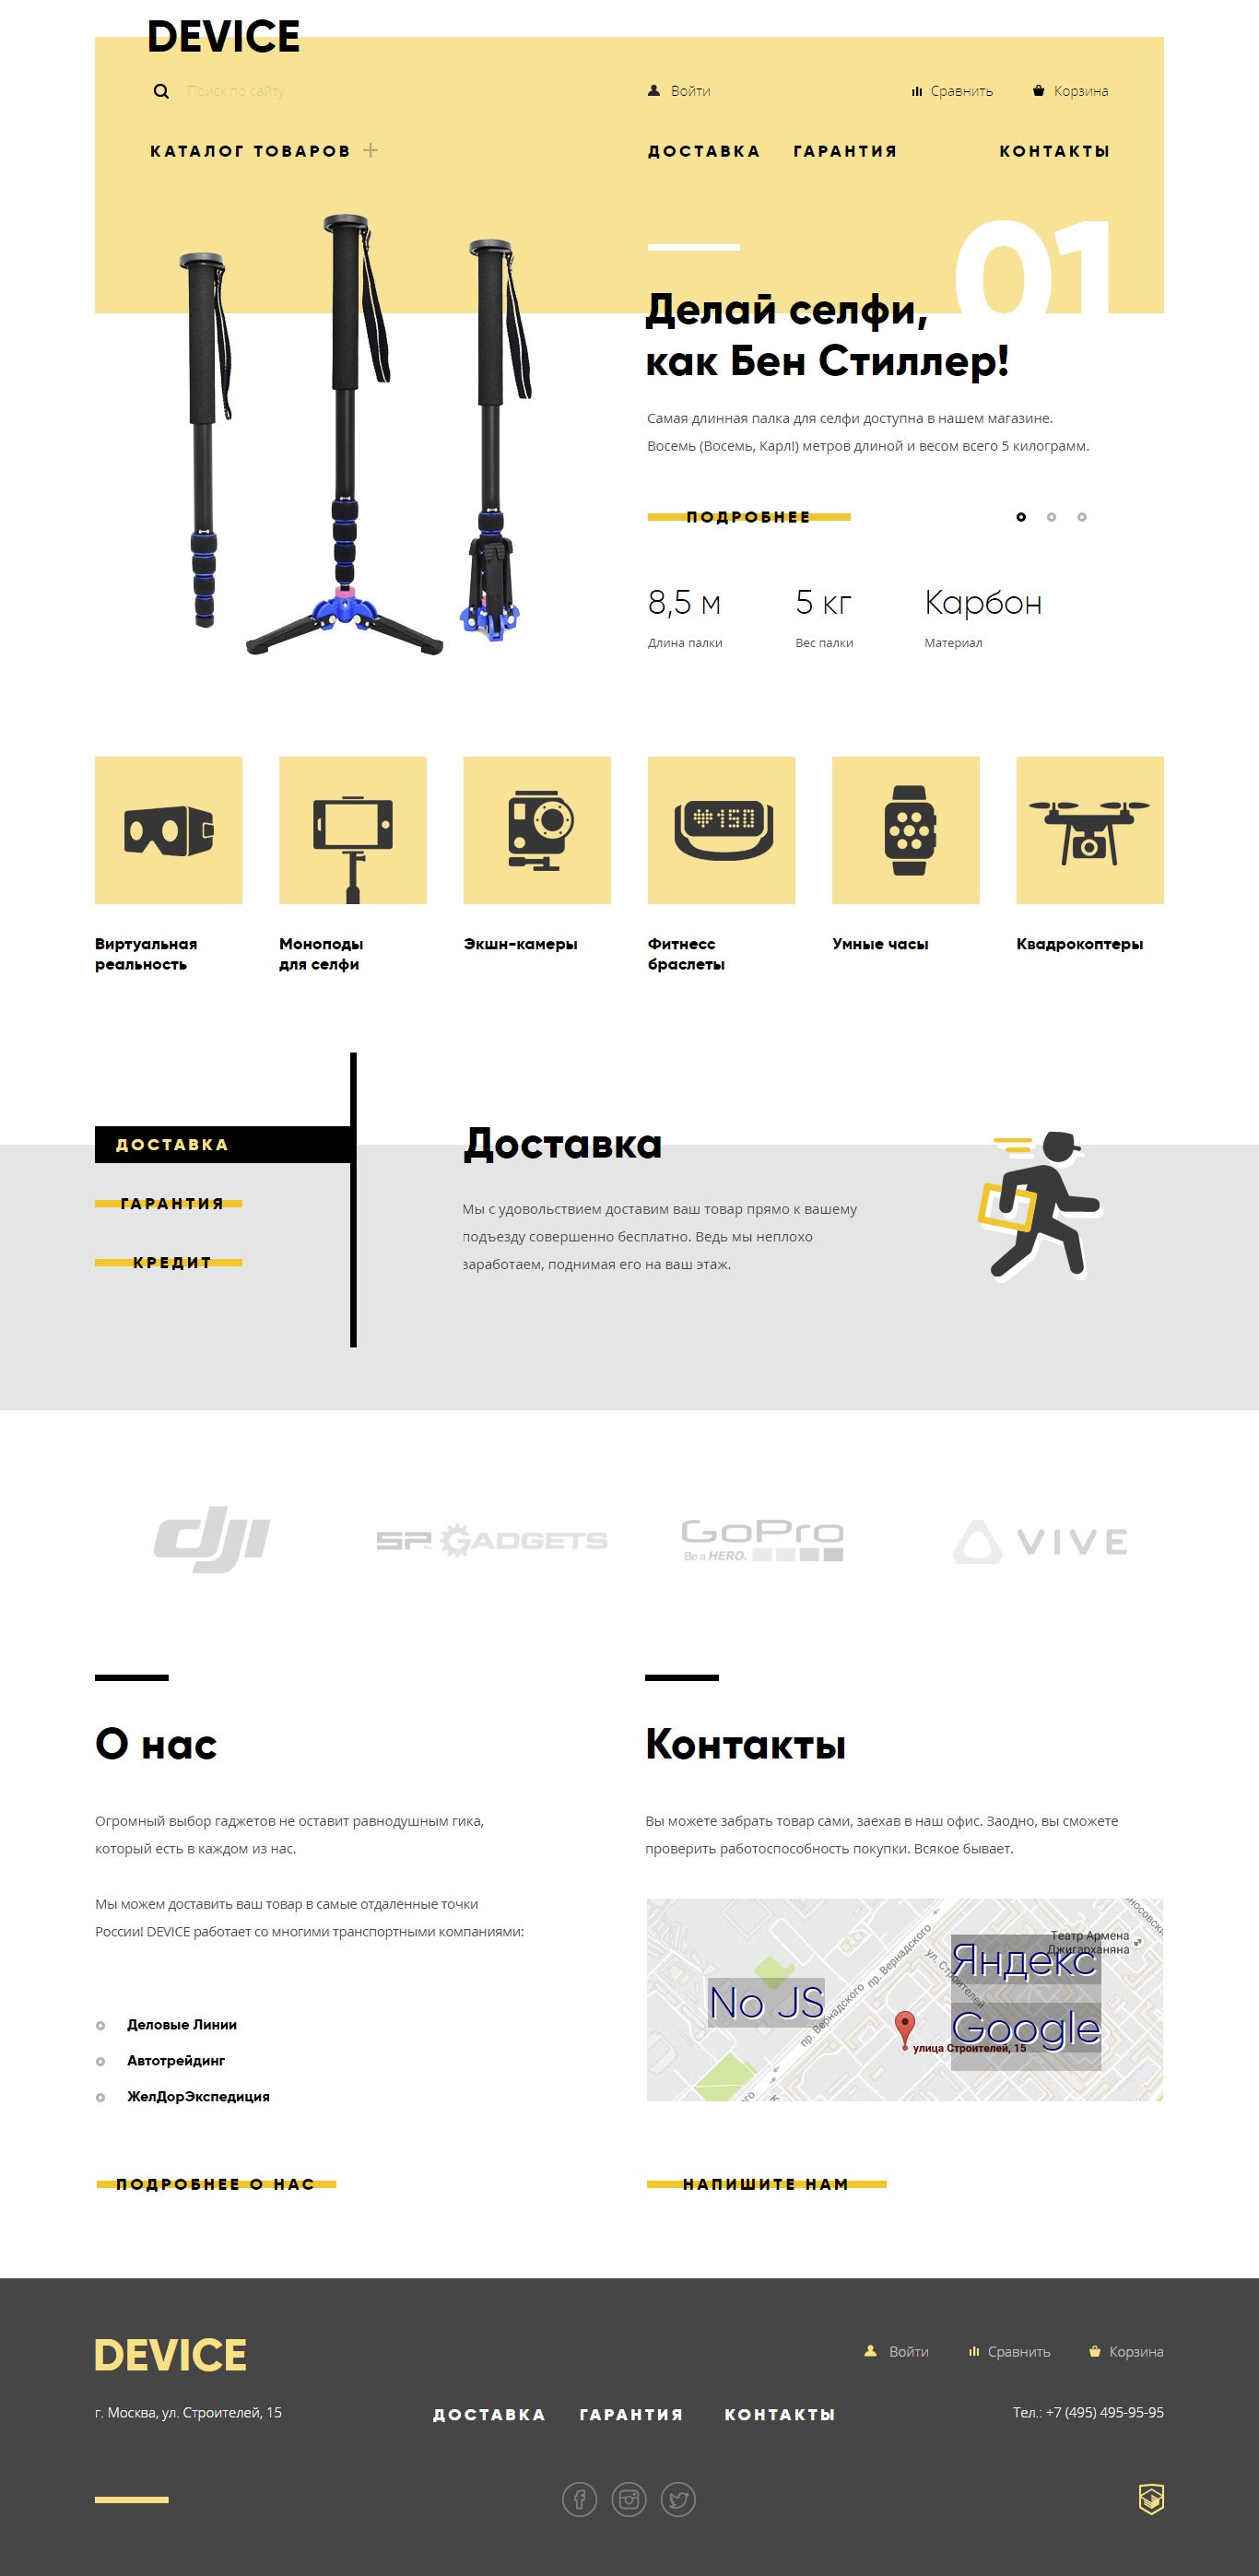 DEVICE
Поиск по сайту
Войти
Сравнить
Корзина
КАТАЛОГ ТОВАРОВ
ДОСТАВКА
ГАРАНТИЯ
КОНТАКТЫ
01
Делай селфи,
как Бен Стиллер!
Самая длинная палка для селфи доступна в нашем магазине.
Восемь (Восемь, Карл!) метров длиной и весом всего 5 килограмм.
ПОДРОБНЕЕ
8,5 м
5 кг
Карбон
Длина палки
Вес палки
Материал
150
Виртуальная
реальность
Моноподы
для селфи
Экшн-камеры
Фитнесс
браслеты
Умные часы
Квадрокоптеры
ДОСТАВКА
ГАРАНТИЯ
КРЕДИТ
Доставка
Мы с удовольствием доставим ваш товар прямо к вашему
подъезду совершенно бесплатно. Ведь мы неплохо
заработаем, поднимая его на ваш этаж.
dji
SP GADGETS
GoPro
Be a HERO.
VIVE
О нас
Огромный выбор гаджетов не оставит равнодушным гика,
который есть в каждом из нас.
Мы можем доставить ваш товар в самые отдаленные точки
России! DEVICE работает со многими транспортными компаниями:
Деловые Линии
Автотрейдинг
ЖелДорЭкспедиция
ПОДРОБНЕЕ О НАС
Контакты
Вы можете забрать товар сами, заехав в наш офис. Заодно, вы сможете
проверить работоспособность покупки. Всякое бывает.
Театр Армена
Джигарханяна
пр. Вернадского
пр. Вернадского
ул. Строителей
Яндекс
No JS
Google
улица Строителей, 15
НАПИШИТЕ НАМ
DEVICE
Войти
Сравнить
Корзина
г. Москва, ул. Строителей, 15
ДОСТАВКА
ГАРАНТИЯ
КОНТАКТЫ
Тел.: +7 (495) 495-95-95